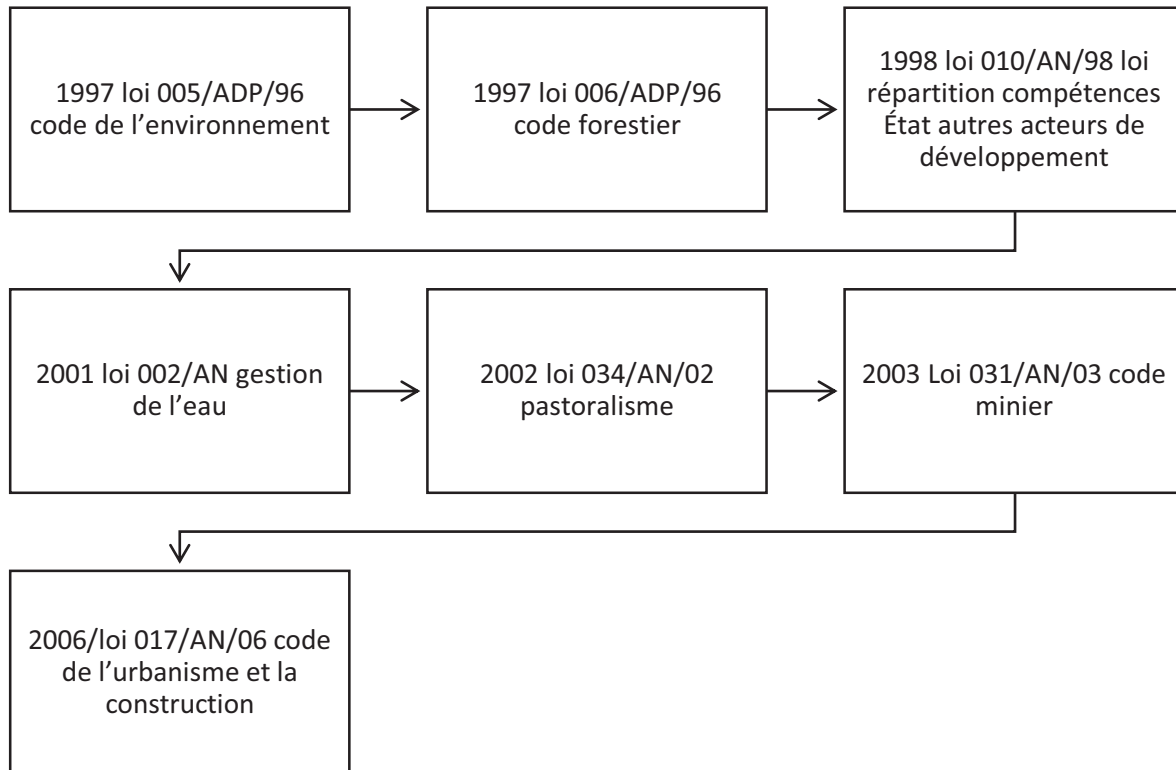 1997 loi 005/ADP/96
code de l’environnement
1997 loi 006/ADP/96
code forestier
1998 loi 010/AN/98 loi
répartition compétences
État autres acteurs de
développement
2001 loi 002/AN gestion
de l’eau
2002 loi 034/AN/02
pastoralisme
2003 Loi 031/AN/03 code
minier
2006/loi 017/AN/06 code
de l’urbanisme et la
construction